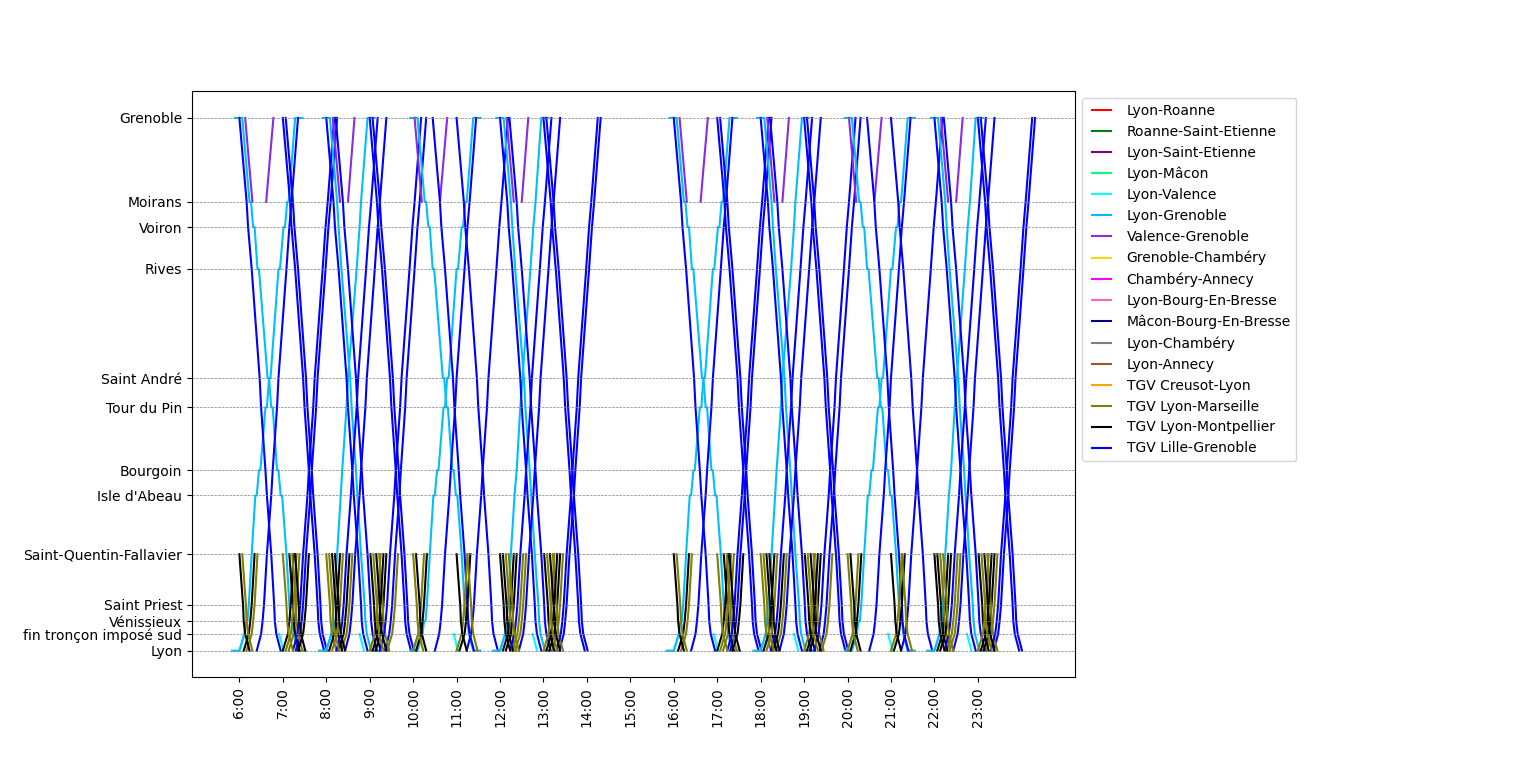 Grenoble
Moirans
Voiron
Rives
Saint André
Tour du Pin
Bourgoin
Isle d'Abeau
Saint-Quentin-Fallavier
Saint Priest
Vénissieux
fin tronçon imposé sud
Lyon
6:00
7:00
8:00
9:00
10:00
11:00
12:00
13:00
14:00
15:00
16:00
17:00
18:00
19:00
20:00
21:00
22:00
23:00
Lyon-Roanne
Roanne-Saint-Etienne
Lyon-Saint-Etienne
Lyon-Mâcon
Lyon-Valence
Lyon-Grenoble
Valence-Grenoble
Grenoble-Chambéry
Chambéry-Annecy
Lyon-Bourg-En-Bresse
Mâcon-Bourg-En-Bresse
Lyon-Chambéry
Lyon-Annecy
TGV Creusot-Lyon
TGV Lyon-Marseille
TGV Lyon-Montpellier
TGV Lille-Grenoble